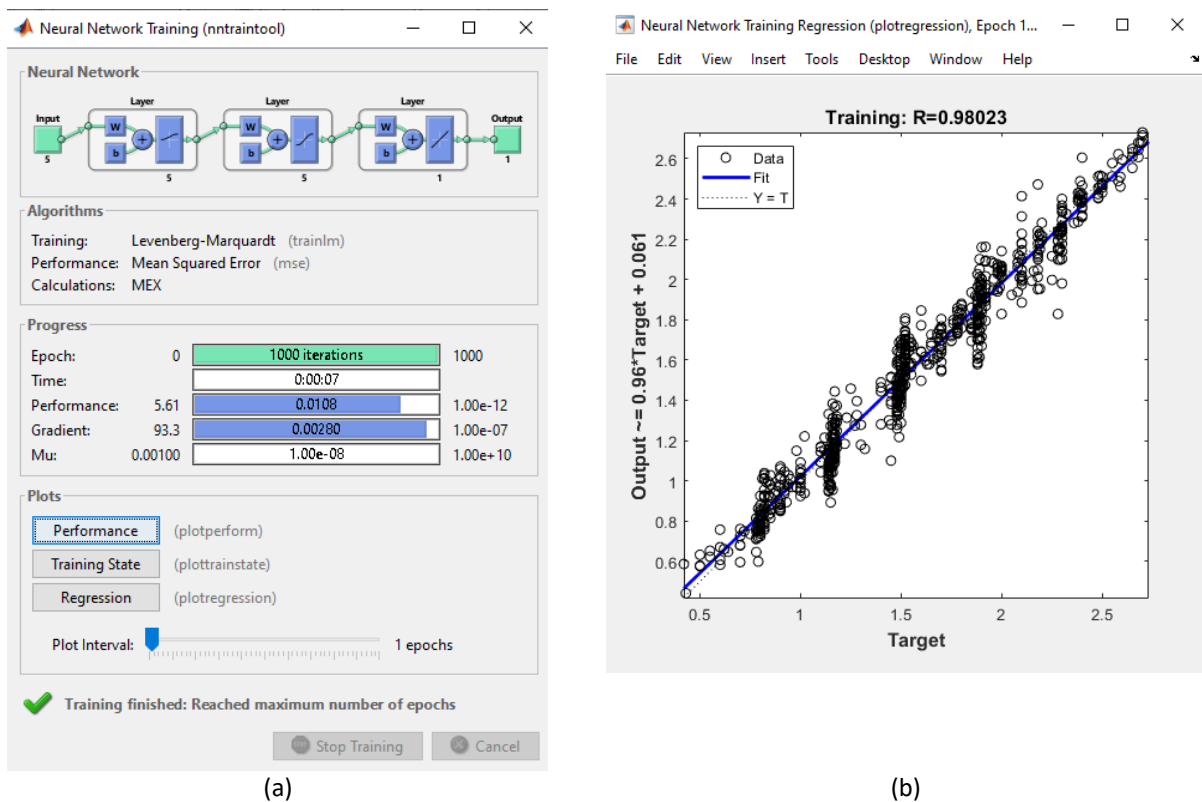 Neural Network Training (nntraintool)
Neural Network
Layer Layer Layer
Input Output
W W W
b b b
5 1
5 5 1
Algorithms
Training: Levenberg-Marquardt (trainlm)
Performance: Mean Squared Error (mse)
Calculations: MEX
Progress
Epoch: 0 1000 iterations 1000
Time: 0:00:07
Performance: 5.61 0.0108 1.00e-12
Gradient: 93.3 0.00280 1.00e-07
Mu: 0.00100 1.00e-08 1.00e+10
Plots
Performance (plotperform)
Training State (plottrainstate)
Regression (plotregression)
Plot Interval: 1 epochs
Training finished: Reached maximum number of epochs
Stop Training Cancel
(a)
Neural Network Training Regression (plotregression), Epoch 1...
File Edit View Insert Tools Desktop Window Help
Training: R=0.98023
Data
Fit
Y = T
Output ~= 0.96*Target + 0.061
2.6
2.4
2.2
2
1.8
1.6
1.4
1.2
1
0.8
0.6
0.5 1 1.5 2 2.5
Target
(b)